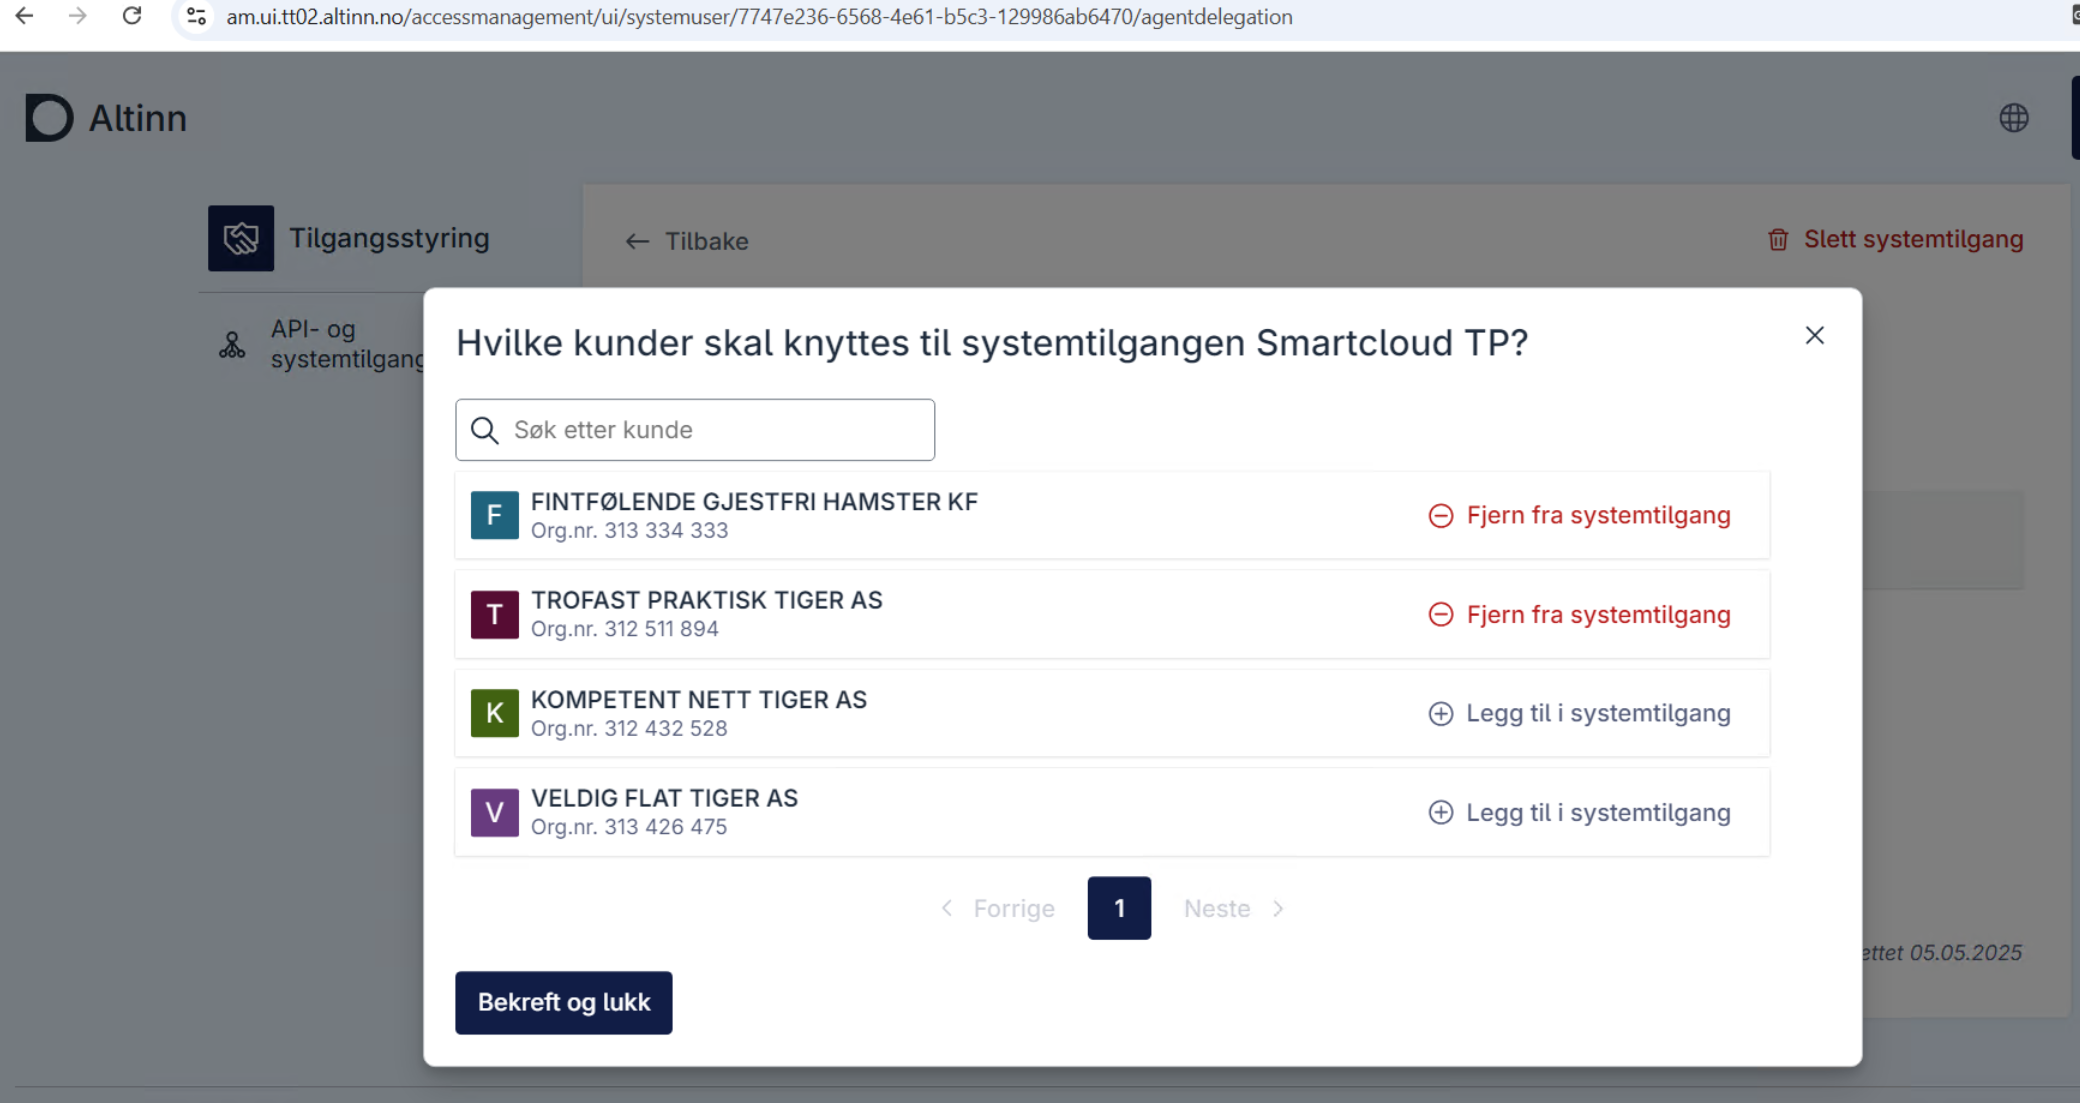 am.ui.tt02.altinn.no/accessmanagement/ui/systemuser/7747e236-6568-4e61-b5c3-129986ab6470/agentdelegation
Altinn
Tilgangsstyring
Tilbake
Slett systemtilgang
API- og
systemtilgang
Hvilke kunder skal knyttes til systemtilgangen Smartcloud TP?
Søk etter kunde
F
FINTFØLENDE GJESTFRI HAMSTER KF
Org.nr. 313 334 333
Fjern fra systemtilgang
T
TROFAST PRAKTISK TIGER AS
Org.nr. 312 511 894
Fjern fra systemtilgang
K
KOMPETENT NETT TIGER AS
Org.nr. 312 432 528
Legg til i systemtilgang
V
VELDIG FLAT TIGER AS
Org.nr. 313 426 475
Legg til i systemtilgang
Forrige 1 Neste
ettet 05.05.2025
Bekreft og lukk